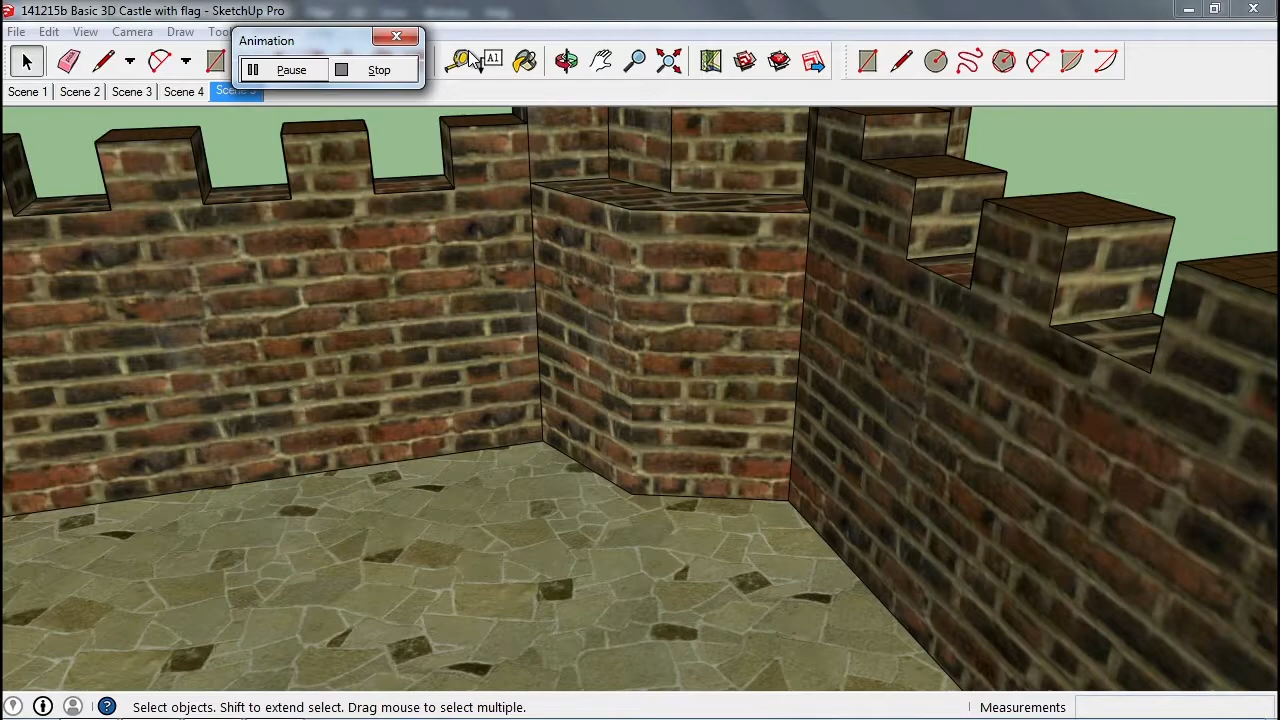 141215b Basic 3D Castle with flag - SketchUp Pro
File Edit View Camera Draw
Animation
Pause Stop
A1
Scene 1 Scene 2 Scene 3 Scene 4
Select objects. Shift to extend select. Drag mouse to select multiple. Measurements